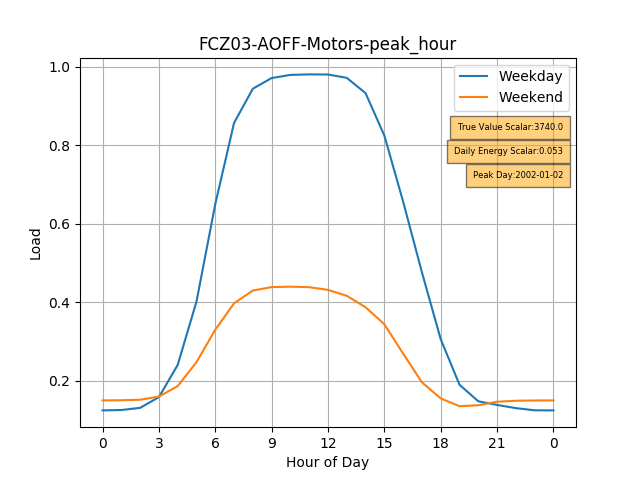 FCZ03-AOFF-Motors-peak_hour
1.0
0.8
0.6
0.4
0.2
Load
Weekday
Weekend
True Value Scalar:3740.0
Daily Energy Scalar:0.053
Peak Day:2002-01-02
0 3 6 9 12 15 18 21 0
Hour of Day